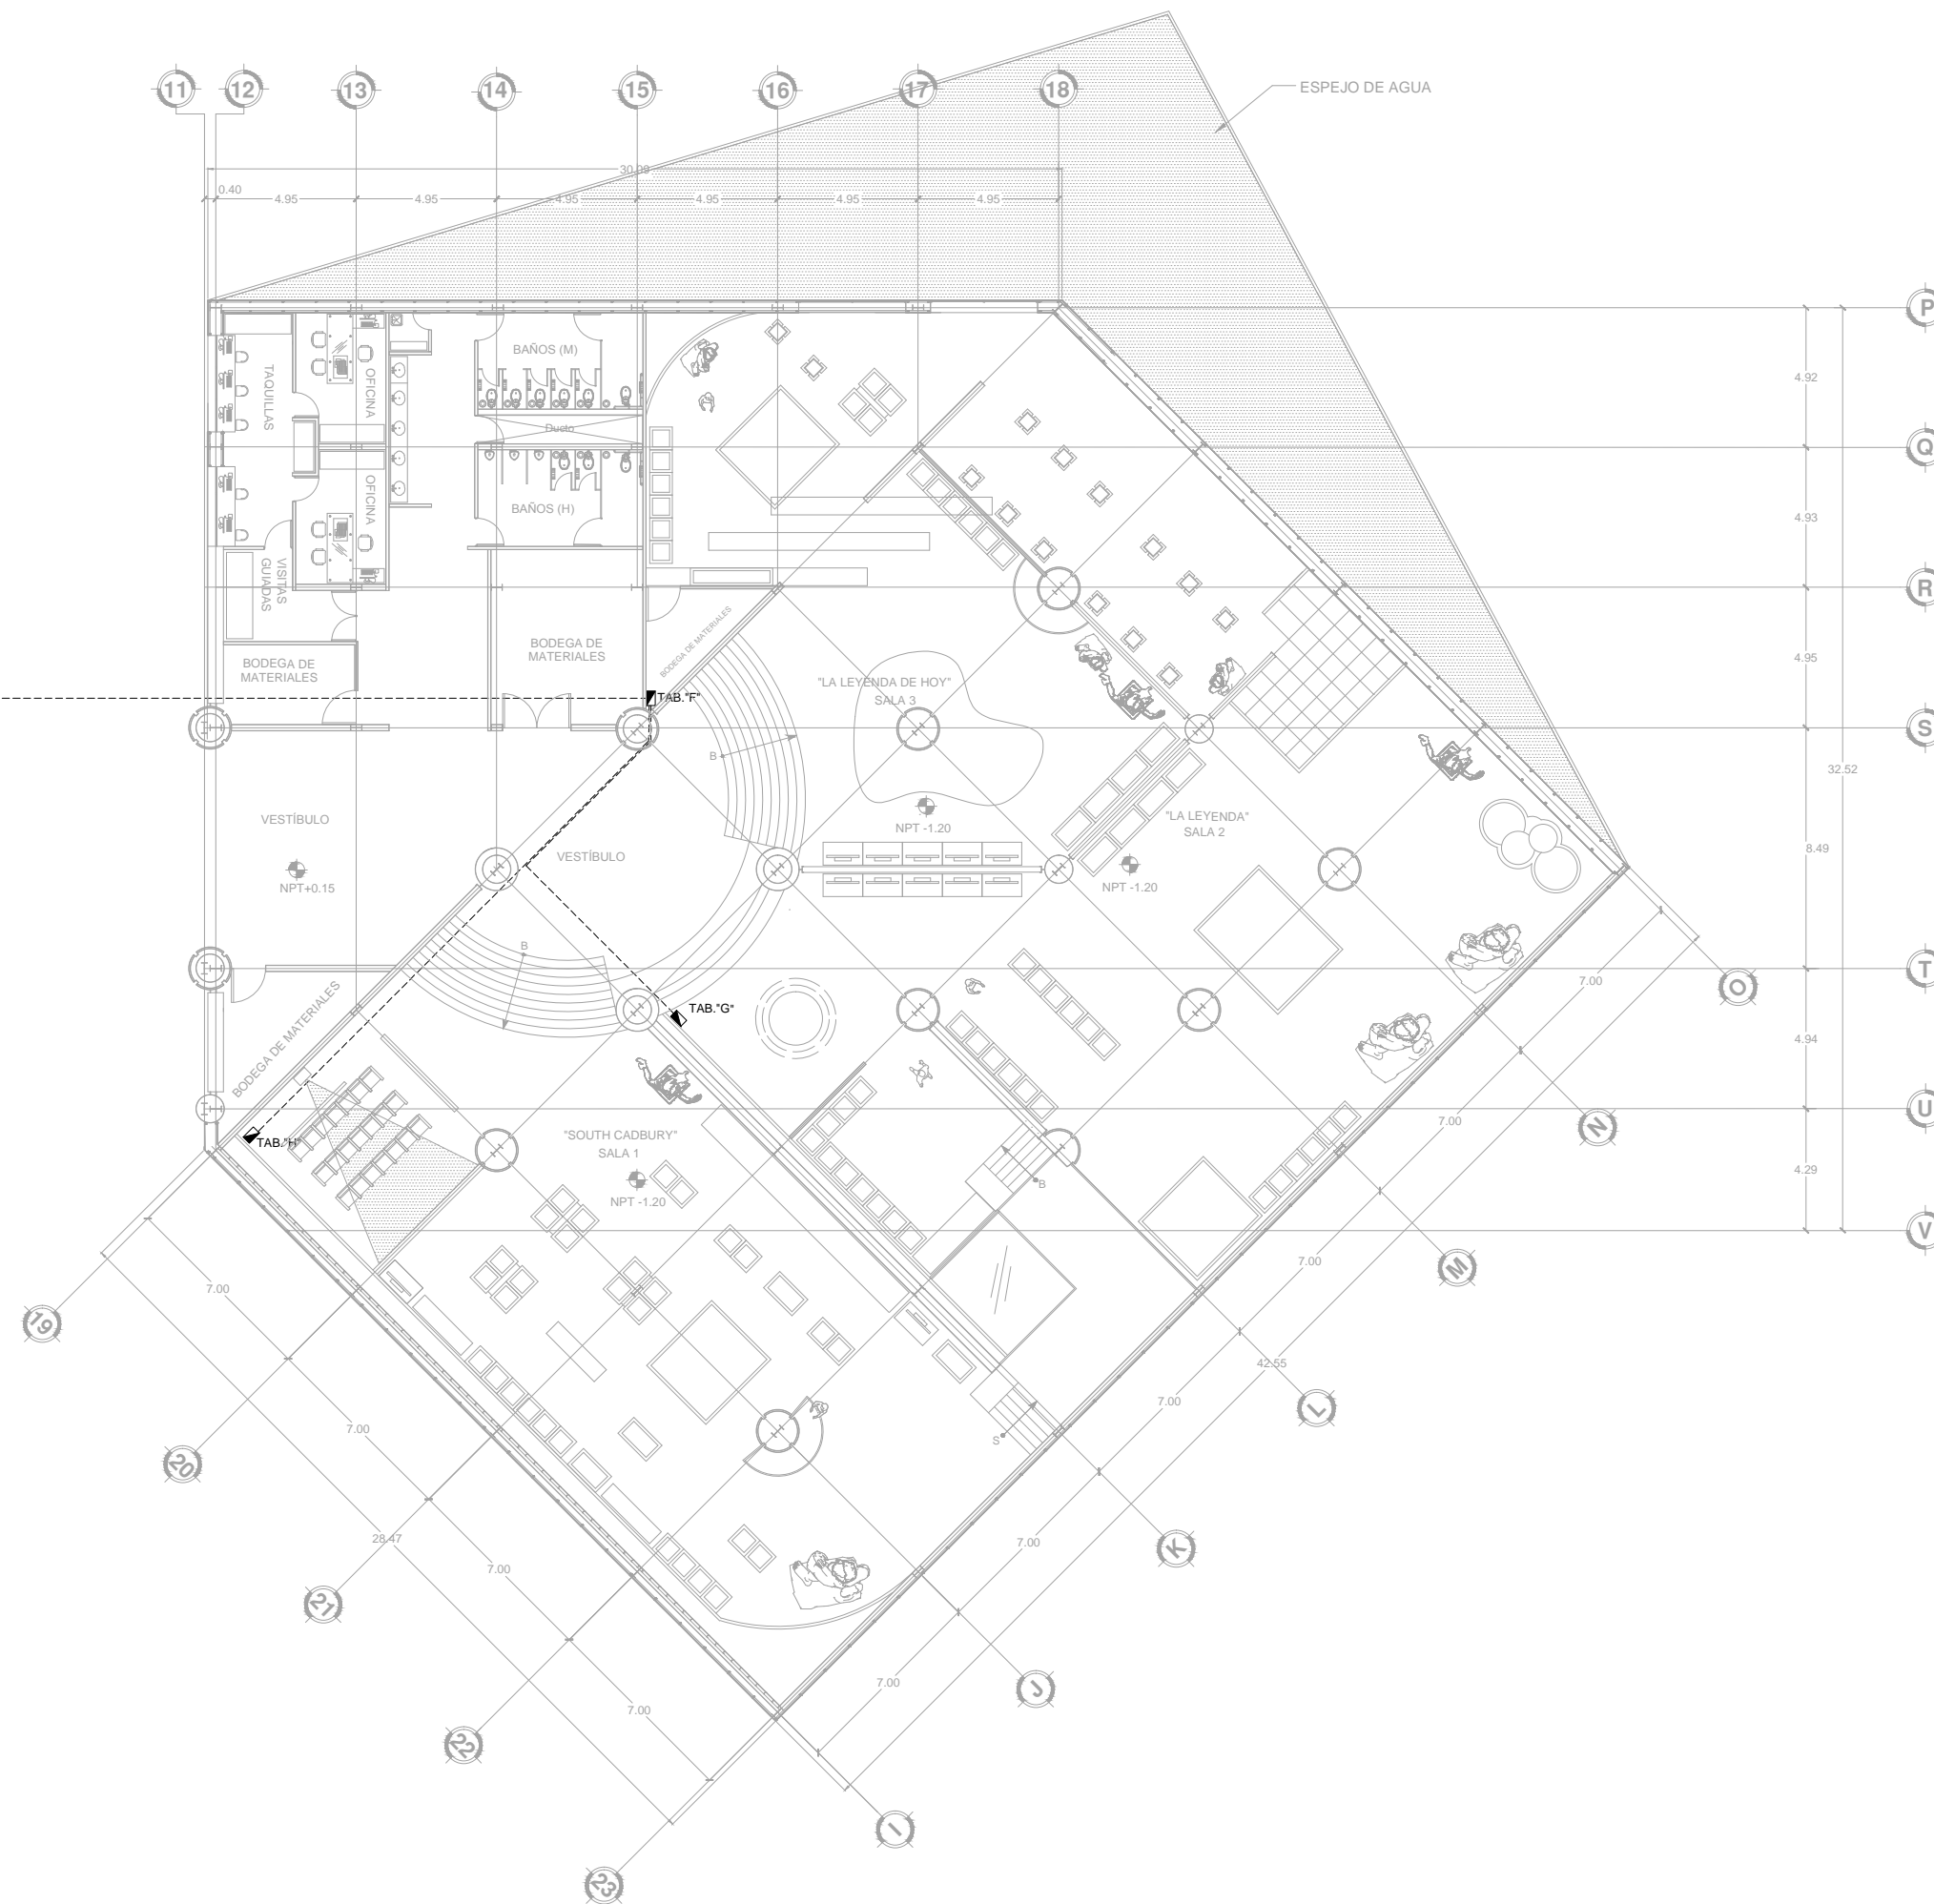 11
12
13
14
15
16
17
18
ESPEJO DE AGUA
30.09
0.40
4.95
4.95
4.95
4.95
4.95
4.95
P
Q
R
S
T
U
V
4.92
4.93
4.95
8.49
4.94
4.29
32.52
TAQUILLAS
OFICINA
OFICINA
BAÑOS (M)
Ducto
BAÑOS (H)
VISITAS
GUIADAS
BODEGA DE
MATERIALES
BODEGA DE
MATERIALES
BODEGA DE MATERIALES
TAB."F"
"LA LEYENDA DE HOY"
SALA 3
NPT -1.20
B
"LA LEYENDA"
SALA 2
NPT -1.20
VESTÍBULO
NPT+0.15
VESTÍBULO
B
TAB."G"
BODEGA DE MATERIALES
TAB."H"
"SOUTH CADBURY"
SALA 1
NPT -1.20
B
S
O
N
M
L
K
J
I
7.00
7.00
7.00
7.00
7.00
7.00
42.55
19
20
21
22
23
7.00
7.00
7.00
7.00
28.47